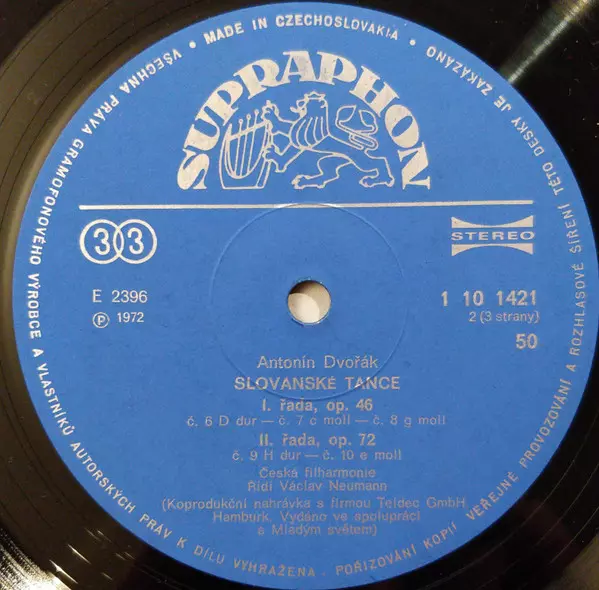 VŠECHNA PRÁVA GRAMOFONOVÉHO VÝROBCE A VLASTNÍKŮ AUTORSKÝCH PRÁV K DÍLU VYHRAŽENA · POŘIZOVÁNÍ KOPIÍ VEŘEJNÉ PROVOZOVÁNÍ A ROZHLASOVÉ ŠÍŘENÍ TÉTO DESKY JE ZAKÁZÁNO · MADE IN CZECHOSLOVAKIA ·
SUPRAPHON
33
STEREO
E 2396
℗ 1972
1 10 1421
2 (3 strany)
50
Antonín Dvořák
SLOVANSKÉ TANCE
I. řada, op. 46
č. 6 D dur — č. 7 c moll — č. 8 g moll
II. řada, op. 72
č. 9 H dur — č. 10 e moll
Česká filharmonie
Řídí Václav Neumann
(Koprodukční nahrávka s firmou Teldec GmbH
Hamburk. Vydáno ve spolupráci
s Mladým světem)